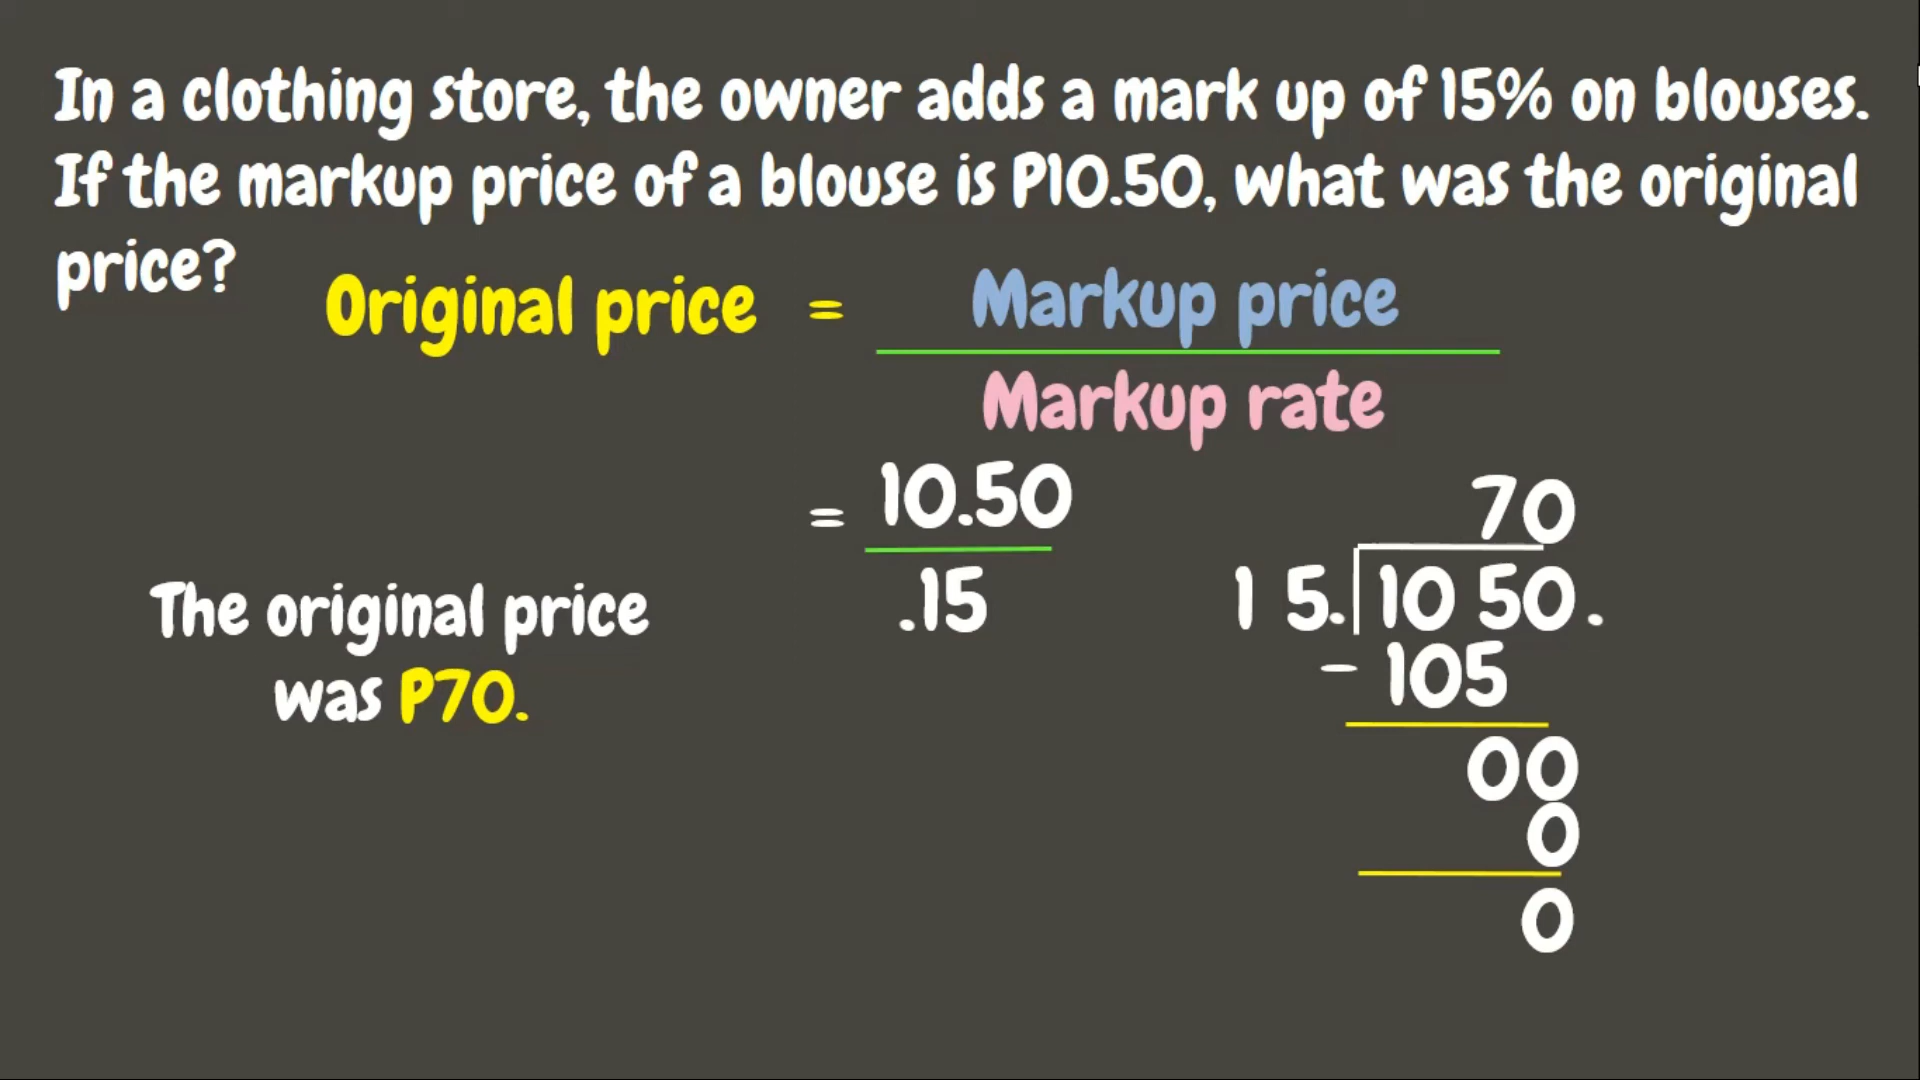 In a clothing store, the owner adds a mark up of 15% on blouses.
If the markup price of a blouse is P10.50, what was the original
price?
Original price = Markup price
Markup rate
= 10.50
.15
The original price
was P70.
70
1 5. 10 50.
- 105
00
0
0